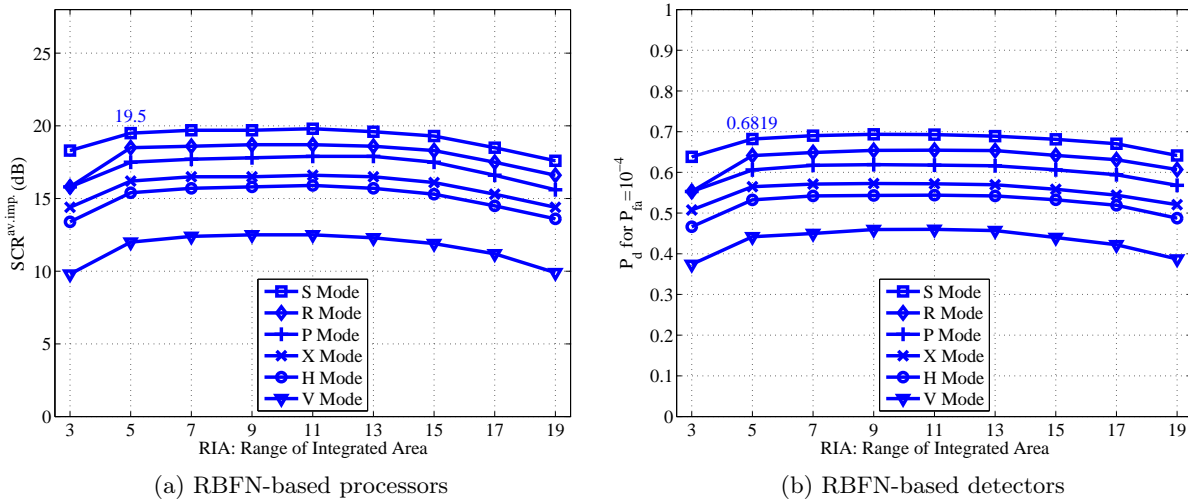 25
20
15
10
5
0
SCR^av. imp. (dB)
19.5
S Mode
R Mode
P Mode
X Mode
H Mode
V Mode
3 5 7 9 11 13 15 17 19
RIA: Range of Integrated Area
(a) RBFN-based processors
1
0.9
0.8
0.7
0.6
0.5
0.4
0.3
0.2
0.1
0
P_d for P_fa=10^−4
0.6819
S Mode
R Mode
P Mode
X Mode
H Mode
V Mode
3 5 7 9 11 13 15 17 19
RIA: Range of Integrated Area
(b) RBFN-based detectors